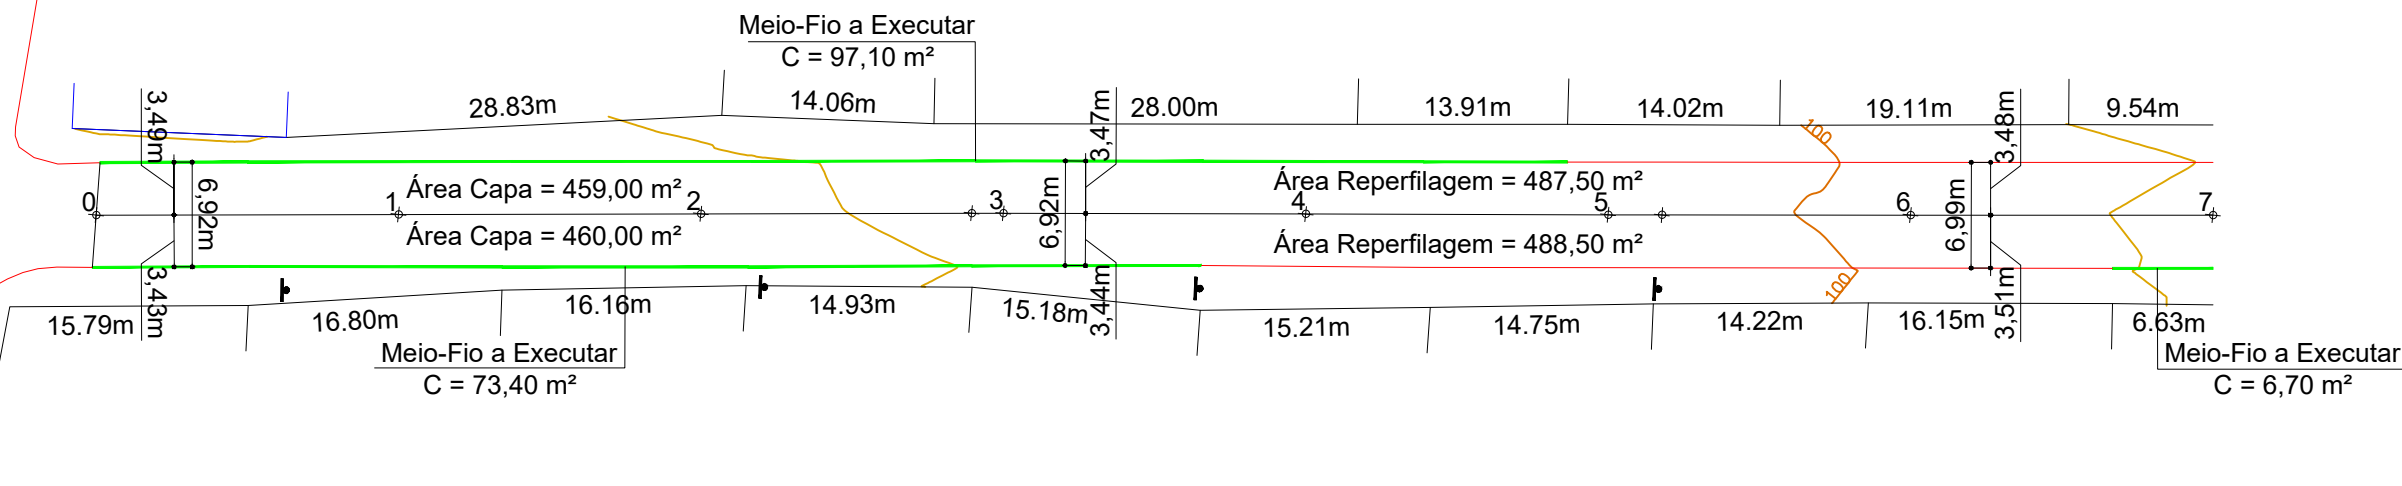 Meio-Fio a Executar
C = 97,10 m²
28.83m
14.06m
28.00m
13.91m
14.02m
19.11m
9.54m
3,49m
3,47m
3,48m
100
6,92m
6,92m
6,99m
Área Capa = 459,00 m²
Área Reperfilagem = 487,50 m²
0
1
2
3
4
5
6
7
Área Capa = 460,00 m²
Área Reperfilagem = 488,50 m²
100
3,43m
3,44m
3,51m
15.79m
16.80m
16.16m
14.93m
15.18m
15.21m
14.75m
14.22m
16.15m
6.63m
Meio-Fio a Executar
C = 73,40 m²
Meio-Fio a Executar
C = 6,70 m²